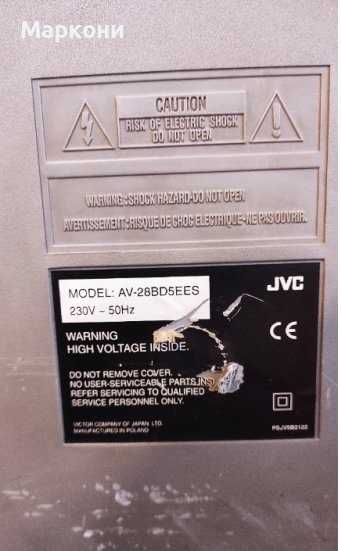 Маркони
CAUTION
RISK OF ELECTRIC SHOCK
DO NOT OPEN
WARNING:SHOCK HAZARD-DO NOT OPEN.
AVERTISSEMENT:RISQUE DE CHOC ELECTRIQUE-NE PAS OUVRIR.
JVC
MODEL: AV-28BD5EES
230V ~ 50Hz
CE
WARNING
HIGH VOLTAGE INSIDE.
DO NOT REMOVE COVER.
NO USER-SERVICEABLE PARTS IN
REFER SERVICING TO QUALIFIED
SERVICE PERSONNEL ONLY.
VICTOR COMPANY OF JAPAN. LTD.
MANUFACTURED IN POLAND